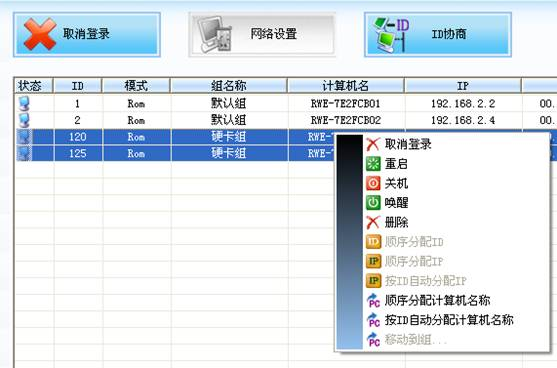 取消登录 网络设置 ID协商
状态 ID 模式 组名称 计算机名 IP
1 Rom 默认组 RWE-7E2FCB01 192.168.2.2 00.
2 Rom 默认组 RWE-7E2FCB02 192.168.2.4 00.
120 Rom 硬卡组 RWE-
125 Rom 硬卡组 RWE-
取消登录
重启
关机
唤醒
删除
ID 顺序分配ID
IP 顺序分配IP
IP 按ID自动分配IP
PC 顺序分配计算机名称
PC 按ID自动分配计算机名称
PC 移动到组...